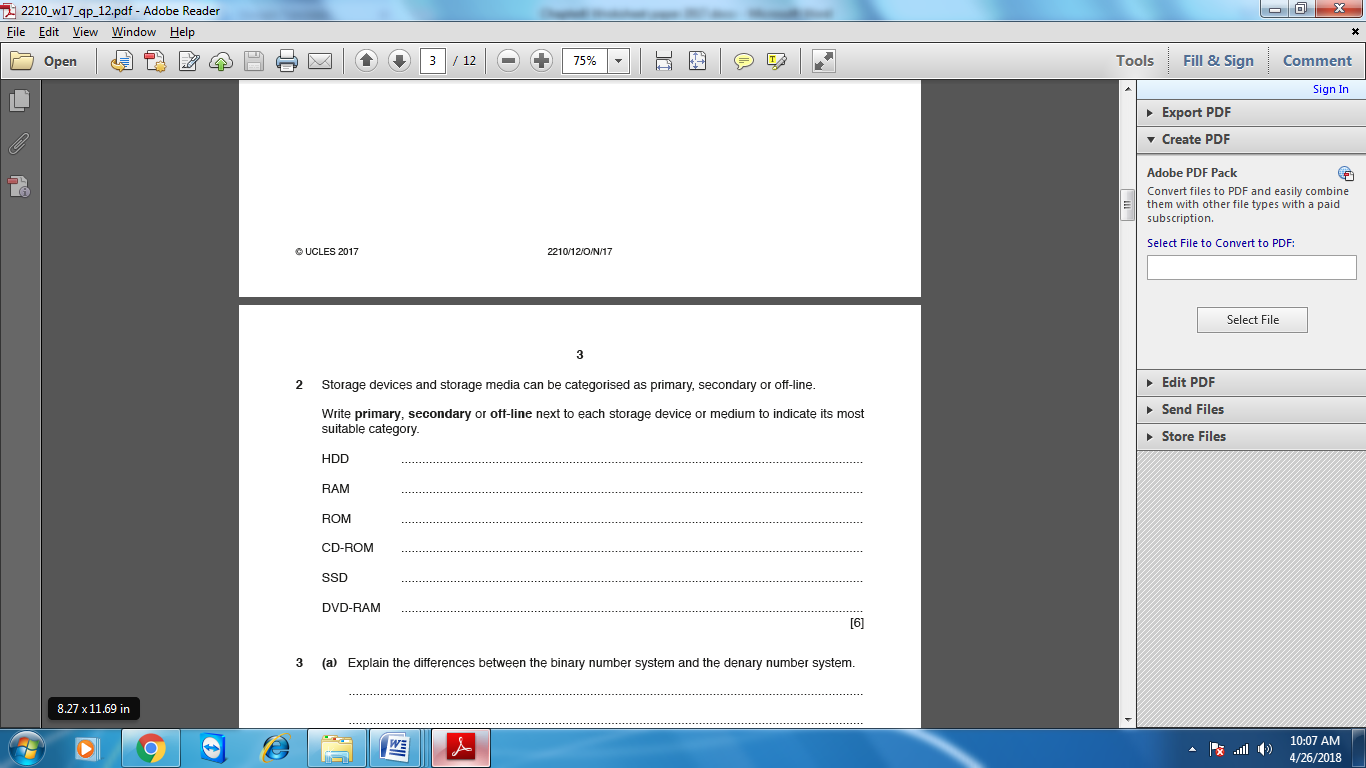 2210_w17_qp_12.pdf - Adobe Reader
File Edit View Window Help
Open 3 / 12 75% Tools Fill & Sign Comment
Sign In
Export PDF
Create PDF
Adobe PDF Pack
Convert files to PDF and easily combine
them with other file types with a paid
subscription.
Select File to Convert to PDF:
Select File
Edit PDF
Send Files
Store Files
© UCLES 2017 2210/12/O/N/17
3
2 Storage devices and storage media can be categorised as primary, secondary or off-line.
Write primary, secondary or off-line next to each storage device or medium to indicate its most
suitable category.
HDD ....................................................................................................
RAM ....................................................................................................
ROM ....................................................................................................
CD-ROM ....................................................................................................
SSD ....................................................................................................
DVD-RAM ....................................................................................................
[6]
3 (a) Explain the differences between the binary number system and the denary number system.
....................................................................................................
....................................................................................................
8.27 x 11.69 in
10:07 AM
4/26/2018